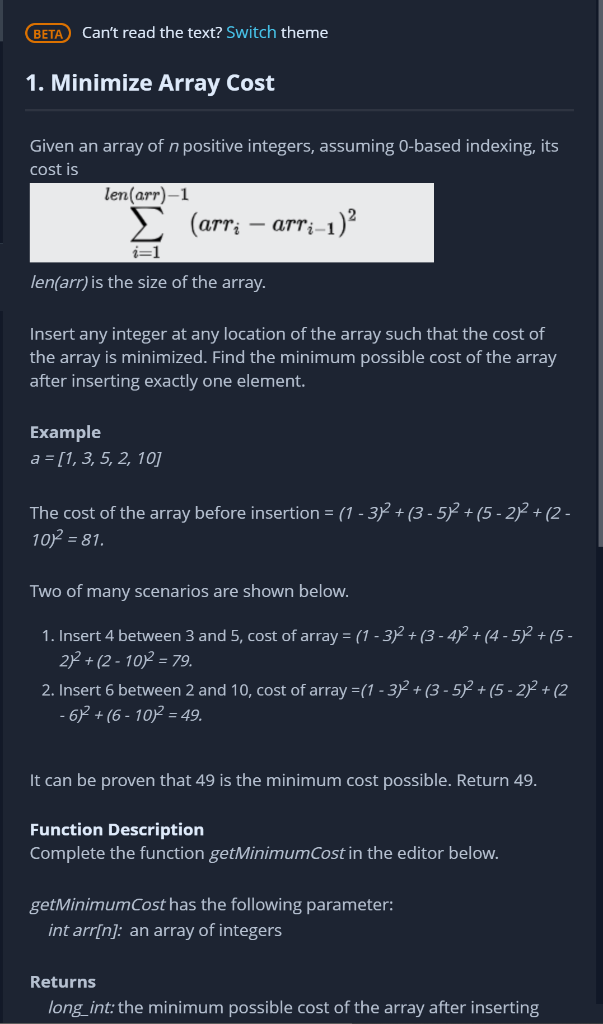 BETA Can't read the text? Switch theme
1. Minimize Array Cost
Given an array of n positive integers, assuming 0-based indexing, its
cost is
len(arr)−1
∑ (arrᵢ − arrᵢ₋₁)²
i=1
len(arr) is the size of the array.
Insert any integer at any location of the array such that the cost of
the array is minimized. Find the minimum possible cost of the array
after inserting exactly one element.
Example
a = [1, 3, 5, 2, 10]
The cost of the array before insertion = (1 - 3)² + (3 - 5)² + (5 - 2)² + (2 -
10)² = 81.
Two of many scenarios are shown below.
1. Insert 4 between 3 and 5, cost of array = (1 - 3)² + (3 - 4)² + (4 - 5)² + (5 -
2)² + (2 - 10)² = 79.
2. Insert 6 between 2 and 10, cost of array =(1 - 3)² + (3 - 5)² + (5 - 2)² + (2
- 6)² + (6 - 10)² = 49.
It can be proven that 49 is the minimum cost possible. Return 49.
Function Description
Complete the function getMinimumCost in the editor below.
getMinimumCost has the following parameter:
int arr[n]: an array of integers
Returns
long_int: the minimum possible cost of the array after inserting